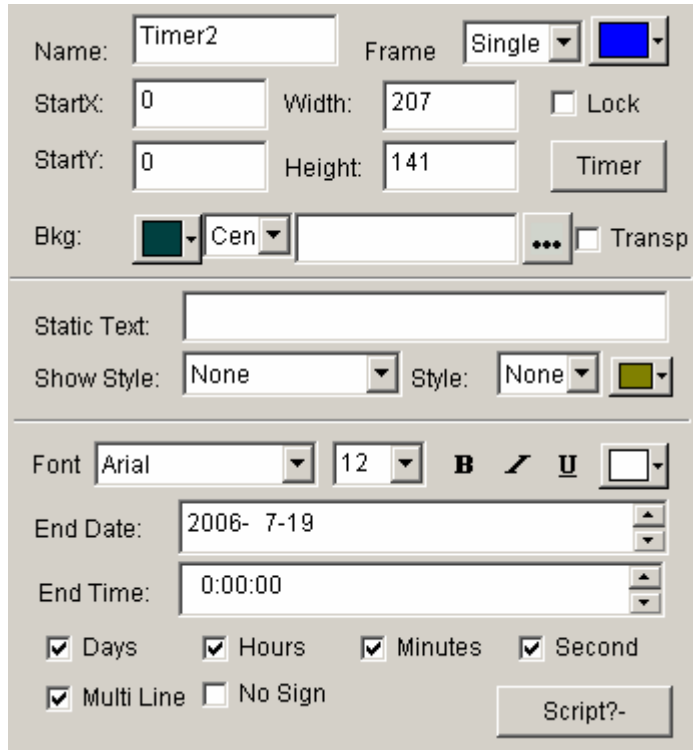 Name: Timer2 Frame Single
StartX: 0 Width: 207 Lock
StartY: 0 Height: 141 Timer
Bkg: Cen ... Transp
Static Text:
Show Style: None Style: None
Font Arial 12 B I U
End Date: 2006- 7-19
End Time: 0:00:00
Days Hours Minutes Second
Multi Line No Sign Script?-